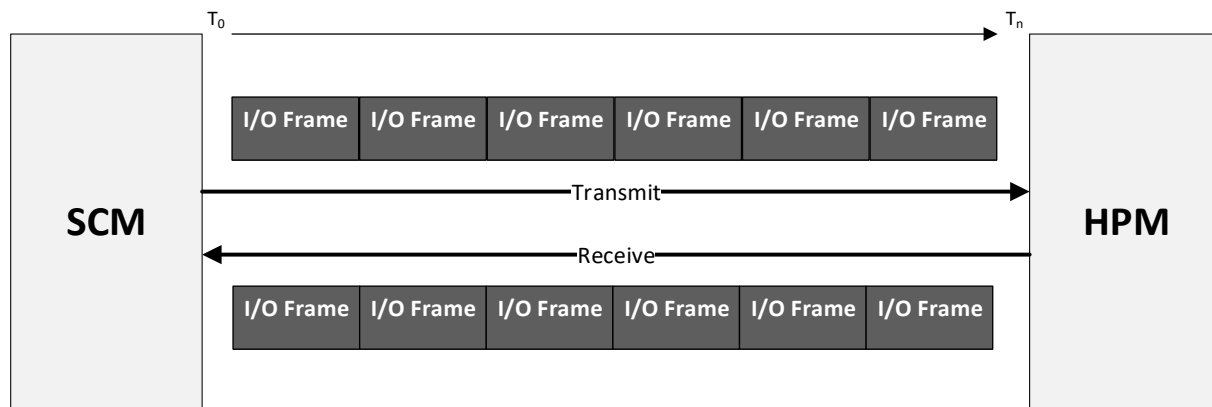 T0 Tn
I/O Frame I/O Frame I/O Frame I/O Frame I/O Frame I/O Frame
Transmit
SCM HPM
Receive
I/O Frame I/O Frame I/O Frame I/O Frame I/O Frame I/O Frame